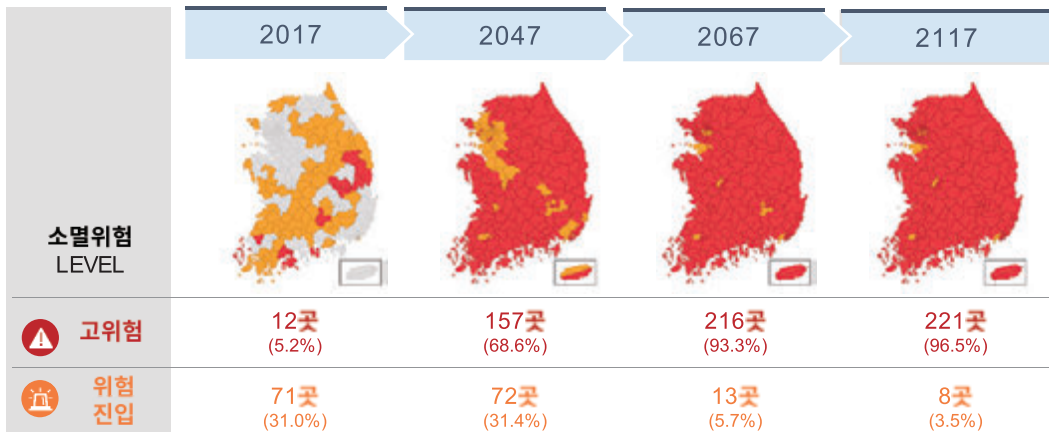 2017 2047 2067 2117
소멸위험
LEVEL
고위험 12곳 157곳 216곳 221곳
(5.2%) (68.6%) (93.3%) (96.5%)
위험
진입
71곳 72곳 13곳 8곳
(31.0%) (31.4%) (5.7%) (3.5%)